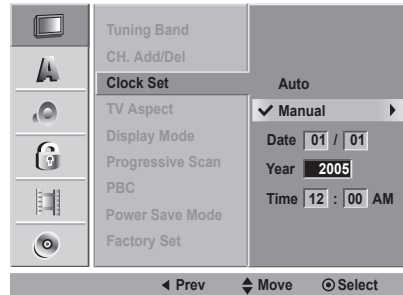 Tuning Band
CH. Add/Del
Clock Set
TV Aspect
Display Mode
Progressive Scan
PBC
Power Save Mode
Factory Set
Auto
Manual
Date 01 / 01
Year 2005
Time 12 : 00 AM
Prev Move Select